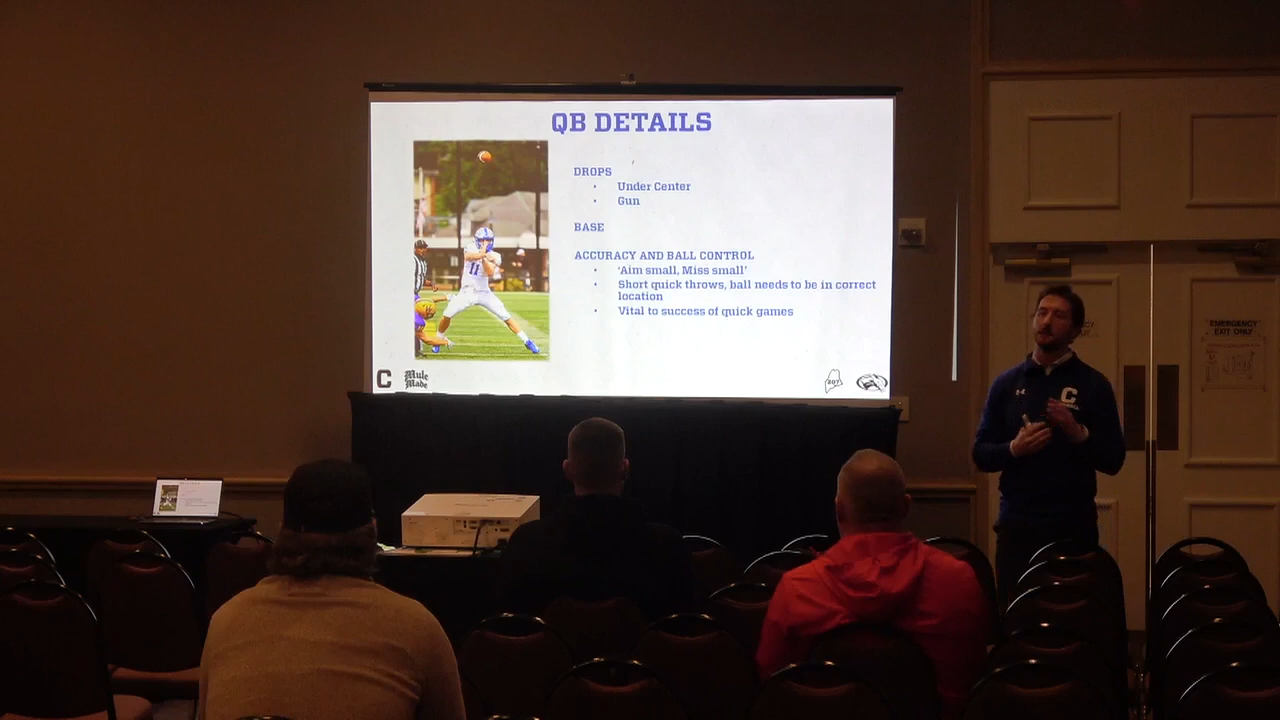 QB DETAILS
DROPS
• Under Center
• Gun
BASE
ACCURACY AND BALL CONTROL
• ‘Aim small, Miss small’
• Short quick throws, ball needs to be in correct
location
• Vital to success of quick games
11
C
Mule
Made
207
C
EMERGENCY
EXIT ONLY